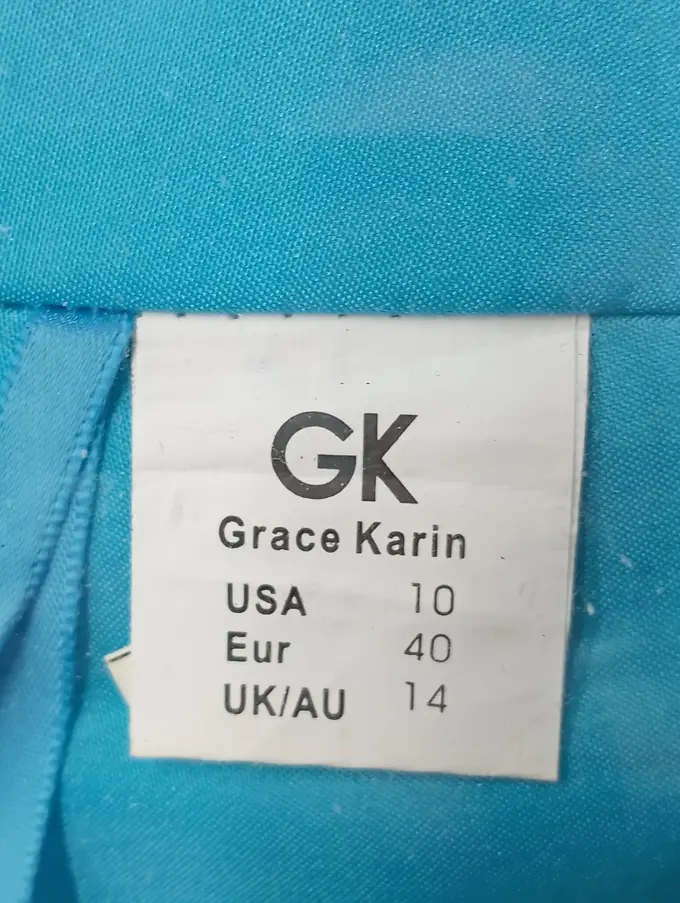 GK
Grace Karin
USA 10
Eur 40
UK/AU 14